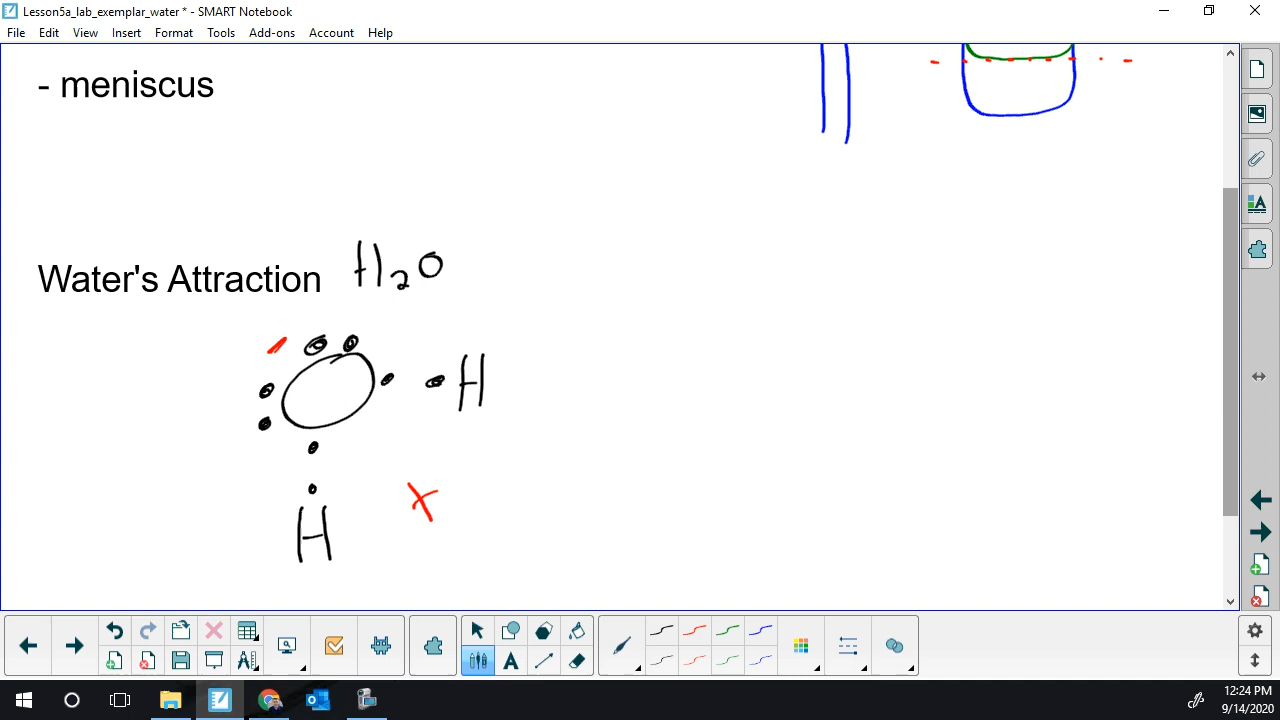 Lesson5a_lab_exemplar_water * - SMART Notebook
File Edit View Insert Format Tools Add-ons Account Help
- meniscus
Water's Attraction H2O
H
H
12:24 PM
9/14/2020